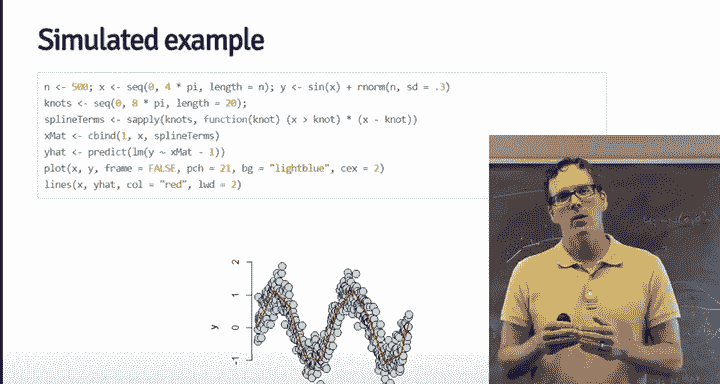 Simulated example
n <- 500; x <- seq(0, 4 * pi, length = n); y <- sin(x) + rnorm(n, sd = .3)
knots <- seq(0, 8 * pi, length = 20);
splineTerms <- sapply(knots, function(knot) (x > knot) * (x - knot))
xMat <- cbind(1, x, splineTerms)
yhat <- predict(lm(y ~ xMat - 1))
plot(x, y, frame = FALSE, pch = 21, bg = "lightblue", cex = 2)
lines(x, yhat, col = "red", lwd = 2)
2
1
0
-1
y